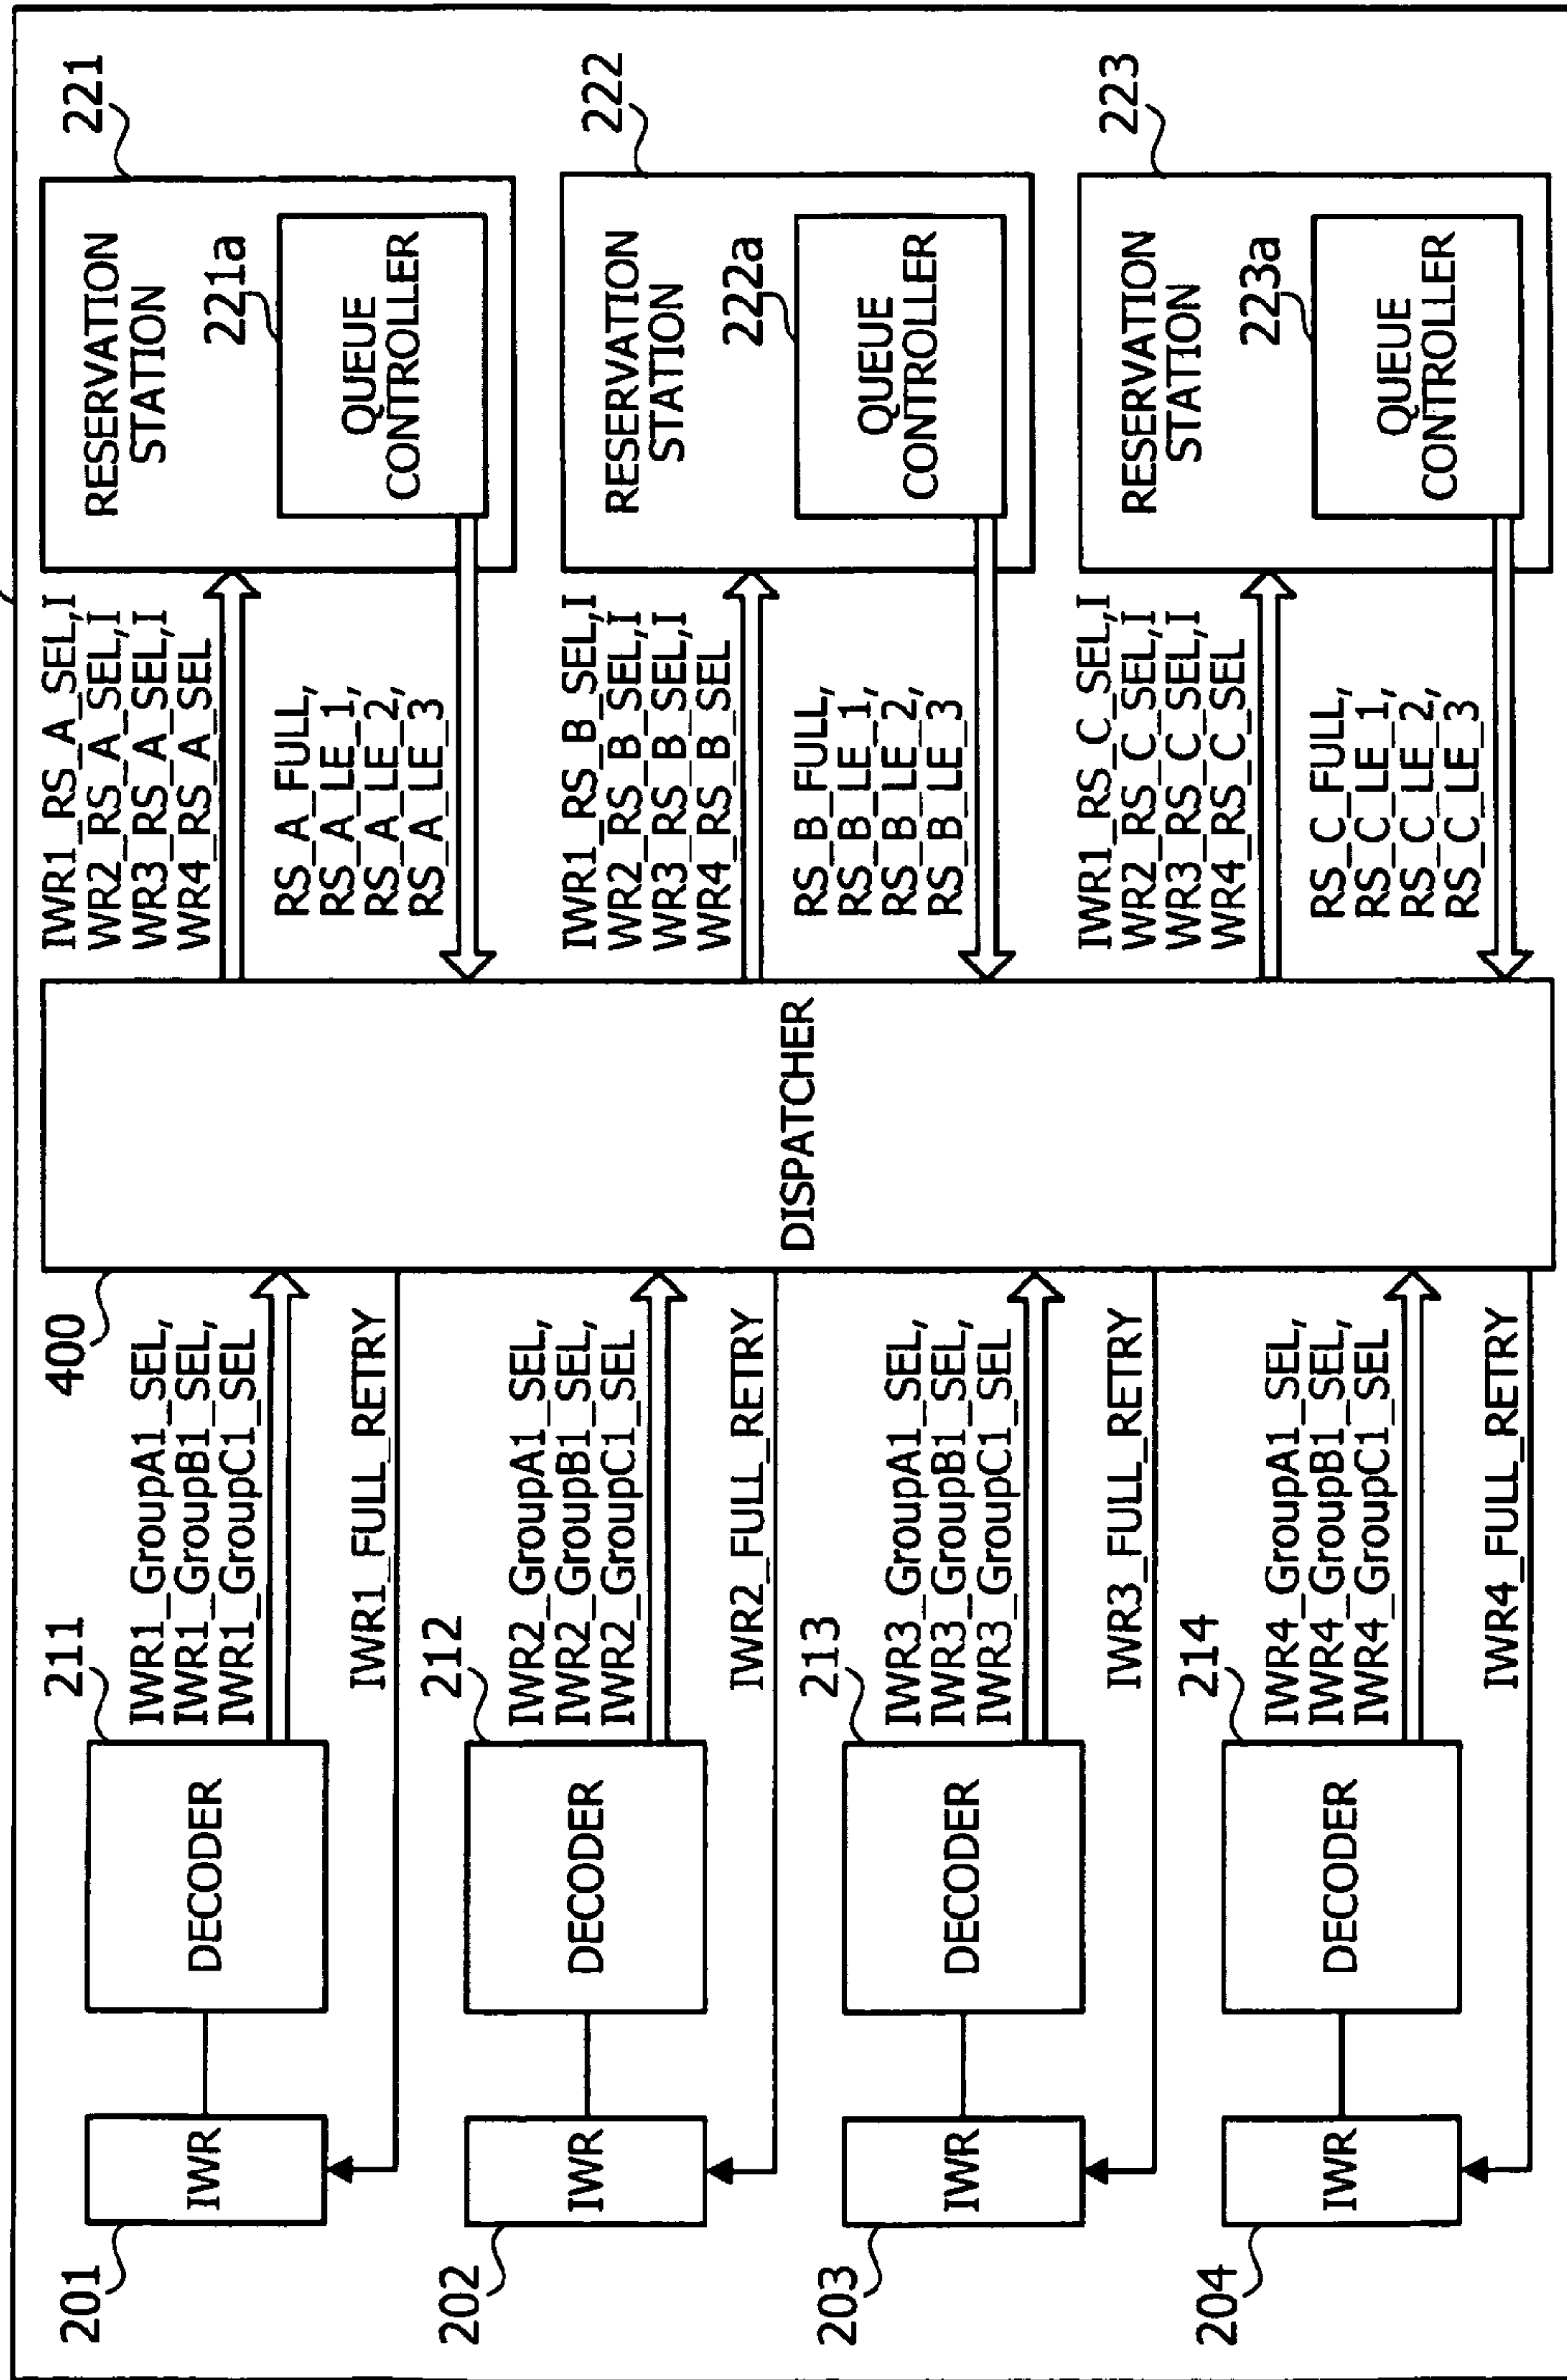 201
IWR
211
DECODER
IWR1_GroupA1_SEL,
IWR1_GroupB1_SEL,
IWR1_GroupC1_SEL
IWR1_FULL_RETRY
202
IWR
212
DECODER
IWR2_GroupA1_SEL,
IWR2_GroupB1_SEL,
IWR2_GroupC1_SEL
IWR2_FULL_RETRY
203
IWR
213
DECODER
IWR3_GroupA1_SEL,
IWR3_GroupB1_SEL,
IWR3_GroupC1_SEL
IWR3_FULL_RETRY
204
IWR
214
DECODER
IWR4_GroupA1_SEL,
IWR4_GroupB1_SEL,
IWR4_GroupC1_SEL
IWR4_FULL_RETRY
400
DISPATCHER
IWR1_RS_A_SEL,I
WR2_RS_A_SEL,I
WR3_RS_A_SEL,I
WR4_RS_A_SEL
RS_A_FULL,
RS_A_LE_1,
RS_A_LE_2,
RS_A_LE_3
221
RESERVATION
STATION
221a
QUEUE
CONTROLLER
IWR1_RS_B_SEL,I
WR2_RS_B_SEL,I
WR3_RS_B_SEL,I
WR4_RS_B_SEL
RS_B_FULL,
RS_B_LE_1,
RS_B_LE_2,
RS_B_LE_3
222
RESERVATION
STATION
222a
QUEUE
CONTROLLER
IWR1_RS_C_SEL,I
WR2_RS_C_SEL,I
WR3_RS_C_SEL,I
WR4_RS_C_SEL
RS_C_FULL,
RS_C_LE_1,
RS_C_LE_2,
RS_C_LE_3
223
RESERVATION
STATION
223a
QUEUE
CONTROLLER